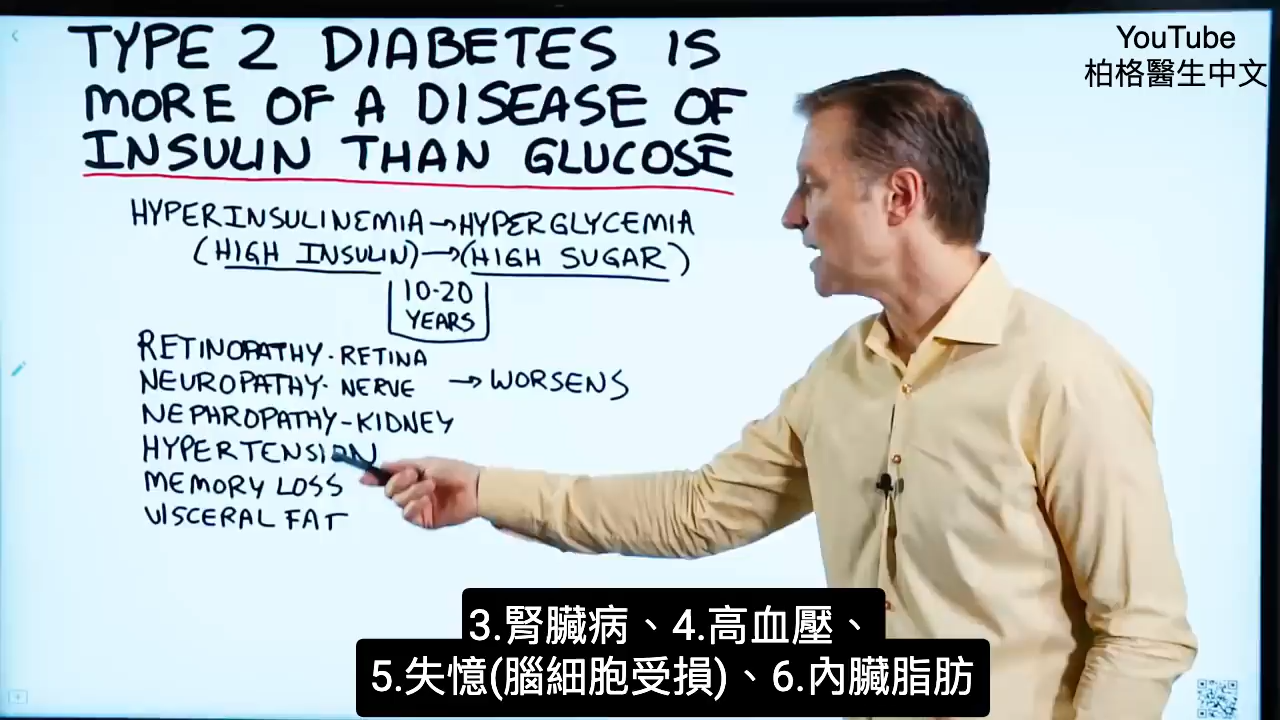 TYPE 2 DIABETES IS
MORE OF A DISEASE OF
INSULIN THAN GLUCOSE
HYPERINSULINEMIA→HYPERGLYCEMIA
(HIGH INSULIN)→(HIGH SUGAR)
10-20
YEARS
RETINOPATHY-RETINA
NEUROPATHY-NERVE → WORSENS
NEPHROPATHY-KIDNEY
HYPERTENSION
MEMORY LOSS
VISCERAL FAT
YouTube
柏格醫生中文
3.腎臟病、4.高血壓、
5.失憶(腦細胞受損)、6.內臟脂肪